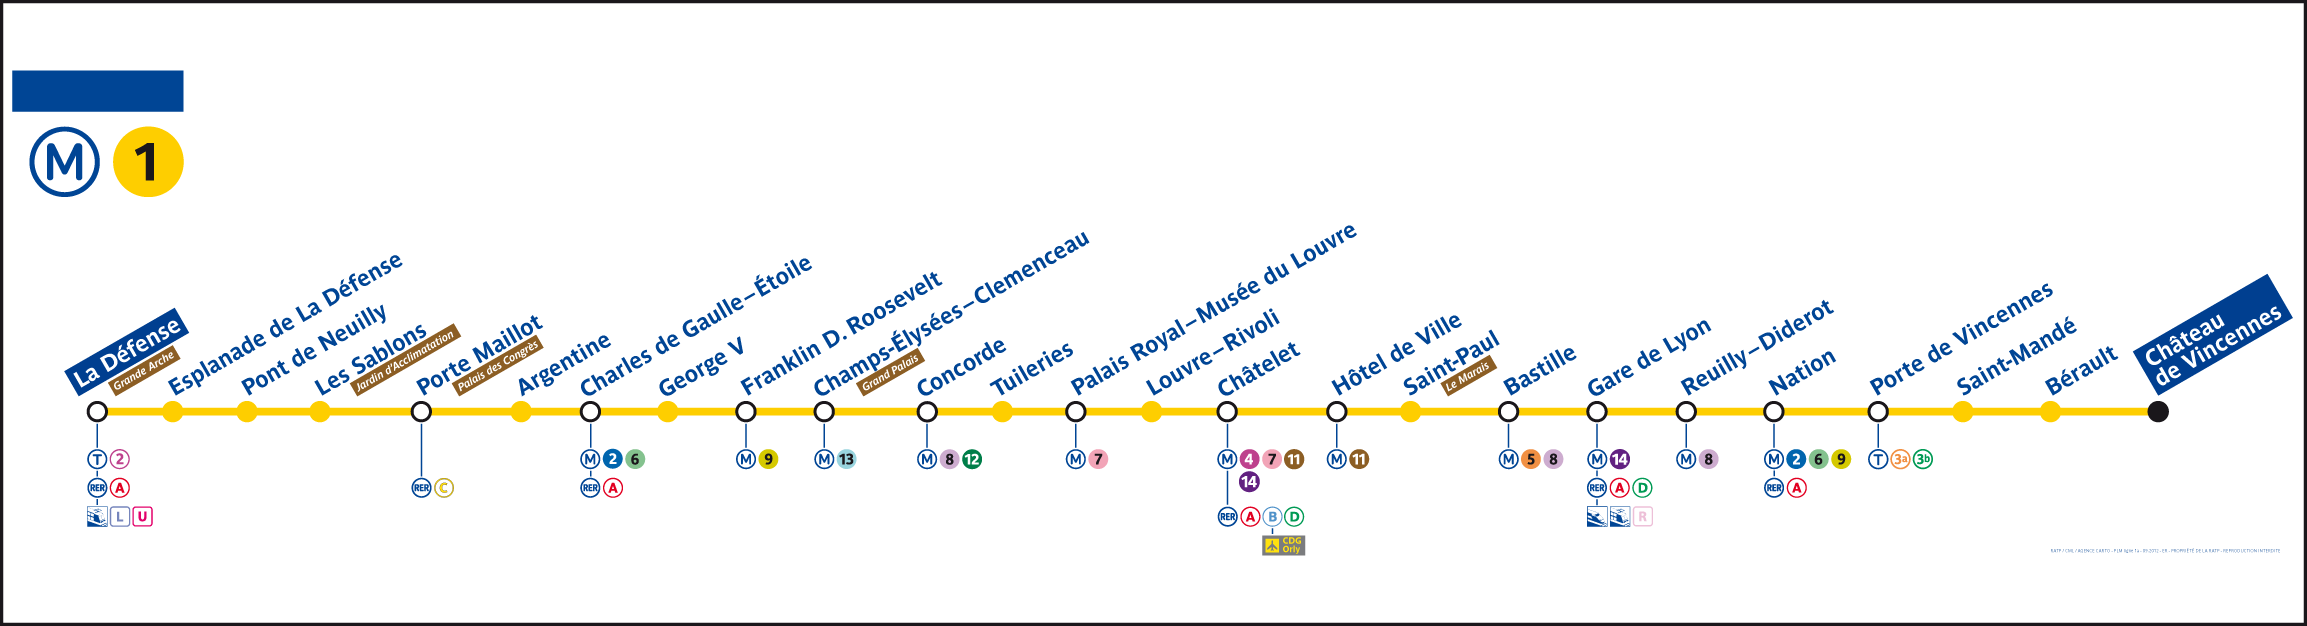 M 1
La Défense
Grande Arche
Esplanade de La Défense
Pont de Neuilly
Les Sablons
Jardin d'Acclimatation
Porte Maillot
Palais des Congrès
Argentine
Charles de Gaulle–Étoile
George V
Franklin D. Roosevelt
Champs-Élysées–Clemenceau
Grand Palais
Concorde
Tuileries
Palais Royal–Musée du Louvre
Louvre–Rivoli
Châtelet
Hôtel de Ville
Saint-Paul
Le Marais
Bastille
Gare de Lyon
Reuilly–Diderot
Nation
Porte de Vincennes
Saint-Mandé
Bérault
Château
de Vincennes
T 2
RER A
L U
RER C
M 2 6
RER A
M 9
M 13
M 8 12
M 7
M 4 7 11
14
RER A B D
CDG
Orly
M 11
M 5 8
M 14
RER A D
R
M 8
M 2 6 9
RER A
T 3a 3b